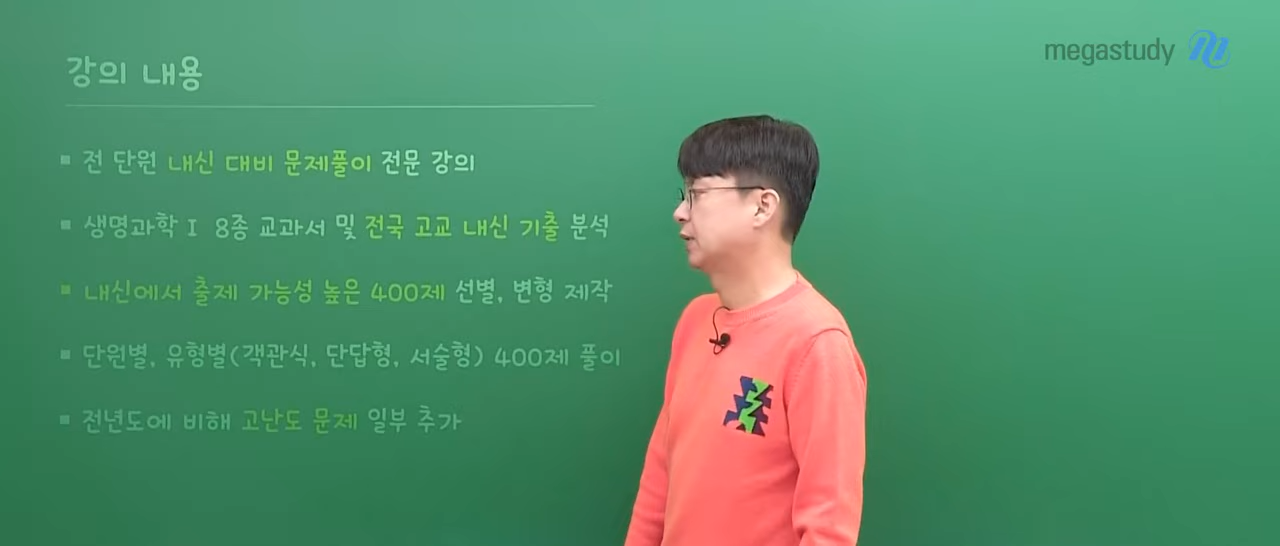 강의 내용
megastudy
전 단원 내신 대비 문제풀이 전문 강의
생명과학 I 8종 교과서 및 전국 고교 내신 기출 분석
내신에서 출제 가능성 높은 400제 선별, 변형 제작
단원별, 유형별(객관식, 단답형, 서술형) 400제 풀이
전년도에 비해 고난도 문제 일부 추가